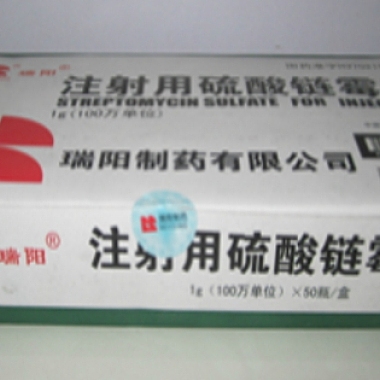 瑞阳
注射用硫酸链霉
STREPTOMYCIN SULFATE FOR INJE
1g(100万单位)
瑞阳制药有限公司
瑞阳®
注射用硫酸链霉
1g(100万单位)×50瓶/盒